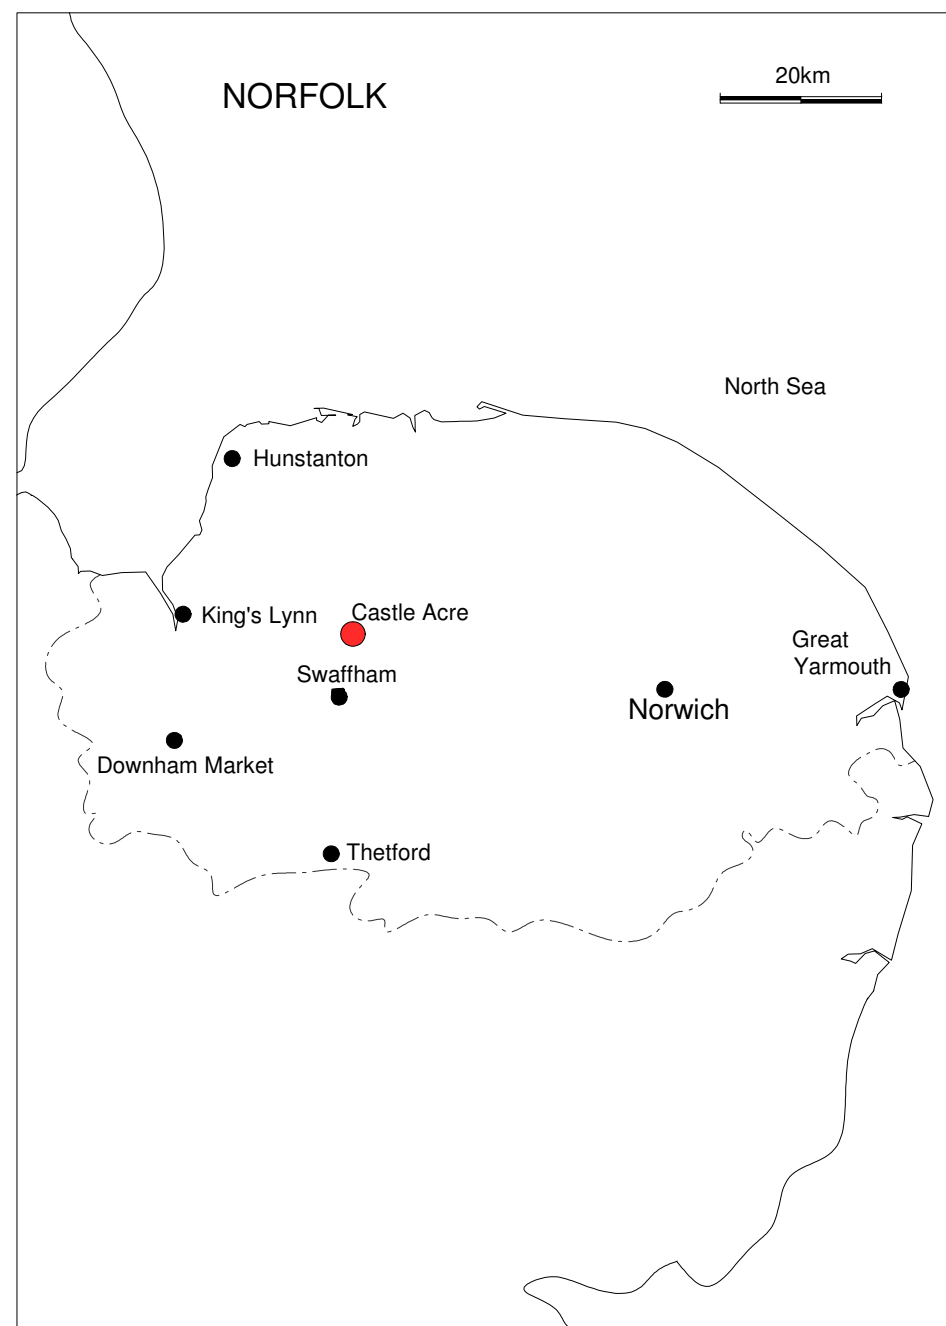 20km
NORFOLK
North Sea
Hunstanton
King's Lynn
Castle Acre
Great
Yarmouth
Swaffham
Norwich
Downham Market
Thetford